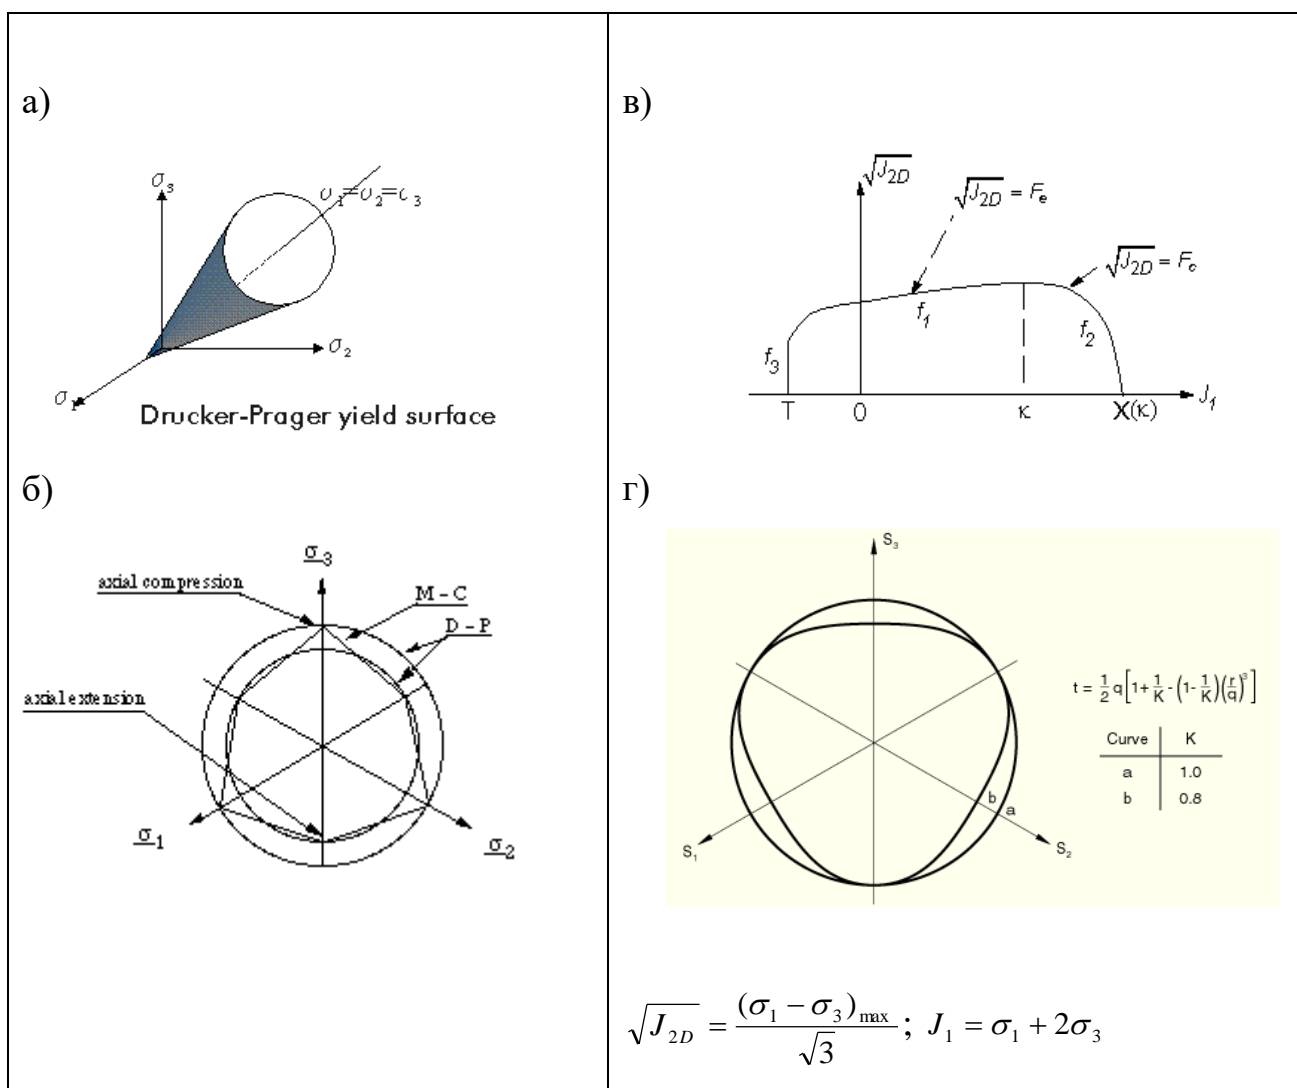 а)
σ3
σ1=σ2=σ3
σ2
σ1
Drucker-Prager yield surface
б)
σ3
axial compression
M – C
D – P
axial extension
σ1
σ2
в)
√J2D
√J2D = Fe
√J2D = Fc
f1
f2
f3
T
0
κ
X(κ)
J1
г)
S3
t = 1/2 q[1+ 1/K - (1- 1/K)(r/q)³]
Curve K
a 1.0
b 0.8
b
a
S1
S2
√J2D = (σ1 − σ3)max / √3 ; J1 = σ1 + 2σ3